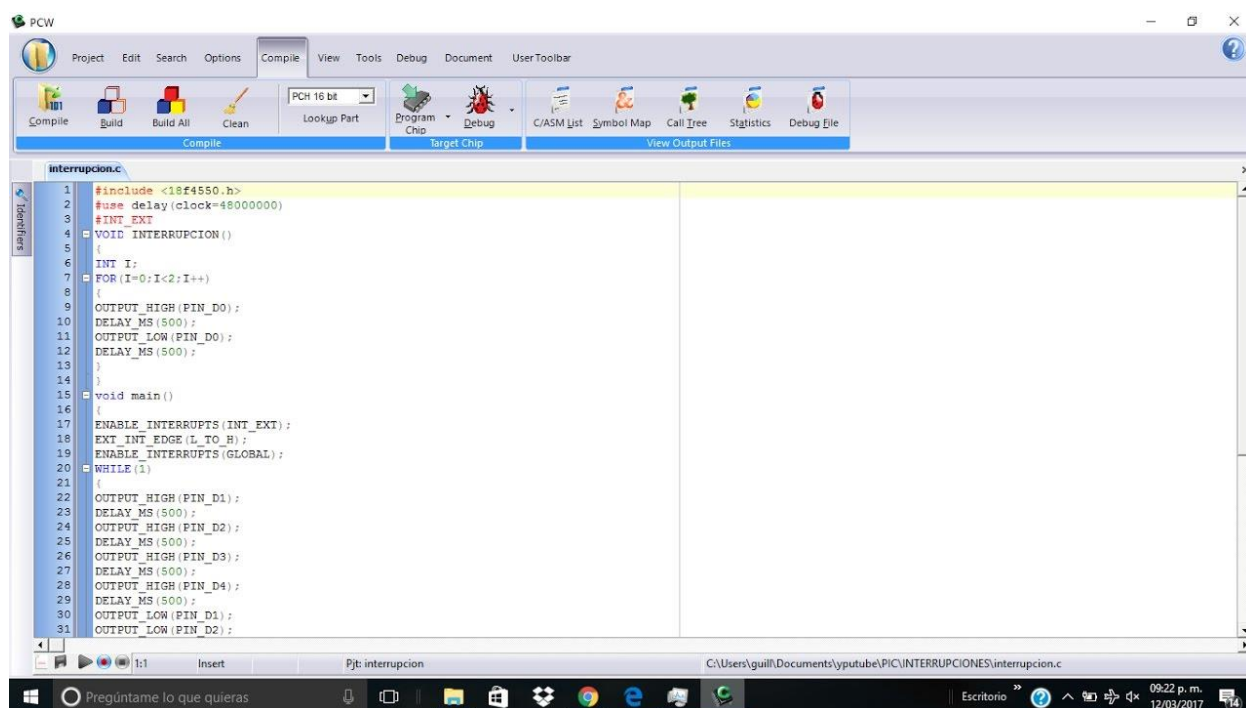 PCW
Project Edit Search Options Compile View Tools Debug Document User Toolbar
Compile Build Build All Clean
PCH 16 bit
Lookup Part
Program Chip Debug
C/ASM List Symbol Map Call Tree Statistics Debug File
Compile Target Chip View Output Files
interrupcion.c
Identifiers
1 #include <18f4550.h>
2 #use delay(clock=48000000)
3 #INT_EXT
4 VOID INTERRUPCION()
5 {
6 INT I;
7 FOR(I=0;I<2;I++)
8 {
9 OUTPUT_HIGH(PIN_D0);
10 DELAY_MS(500);
11 OUTPUT_LOW(PIN_D0);
12 DELAY_MS(500);
13 }
14 }
15 void main()
16 {
17 ENABLE_INTERRUPTS(INT_EXT);
18 EXT_INT_EDGE(L_TO_H);
19 ENABLE_INTERRUPTS(GLOBAL);
20 WHILE(1)
21 {
22 OUTPUT_HIGH(PIN_D1);
23 DELAY_MS(500);
24 OUTPUT_HIGH(PIN_D2);
25 DELAY_MS(500);
26 OUTPUT_HIGH(PIN_D3);
27 DELAY_MS(500);
28 OUTPUT_HIGH(PIN_D4);
29 DELAY_MS(500);
30 OUTPUT_LOW(PIN_D1);
31 OUTPUT_LOW(PIN_D2);
1:1 Insert Pjt: interrupcion C:\Users\guill\Documents\yputube\PIC\INTERRUPCIONES\interrupcion.c
Pregúntame lo que quieras
Escritorio
09:22 p. m.
12/03/2017
14